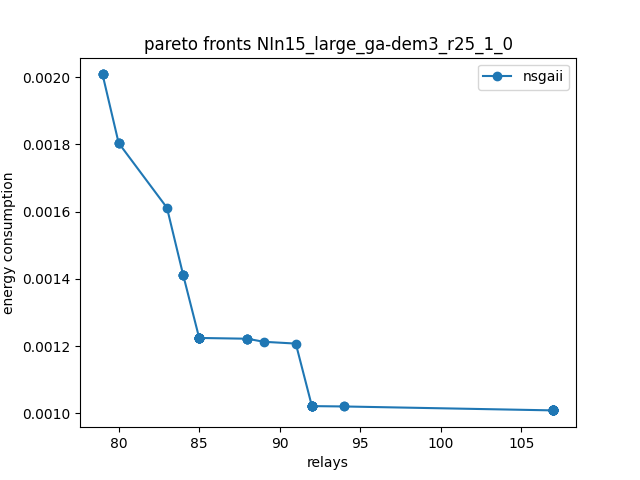 pareto fronts NIn15_large_ga-dem3_r25_1_0
nsgaii
0.0020
0.0018
0.0016
0.0014
0.0012
0.0010
energy consumption
80 85 90 95 100 105
relays